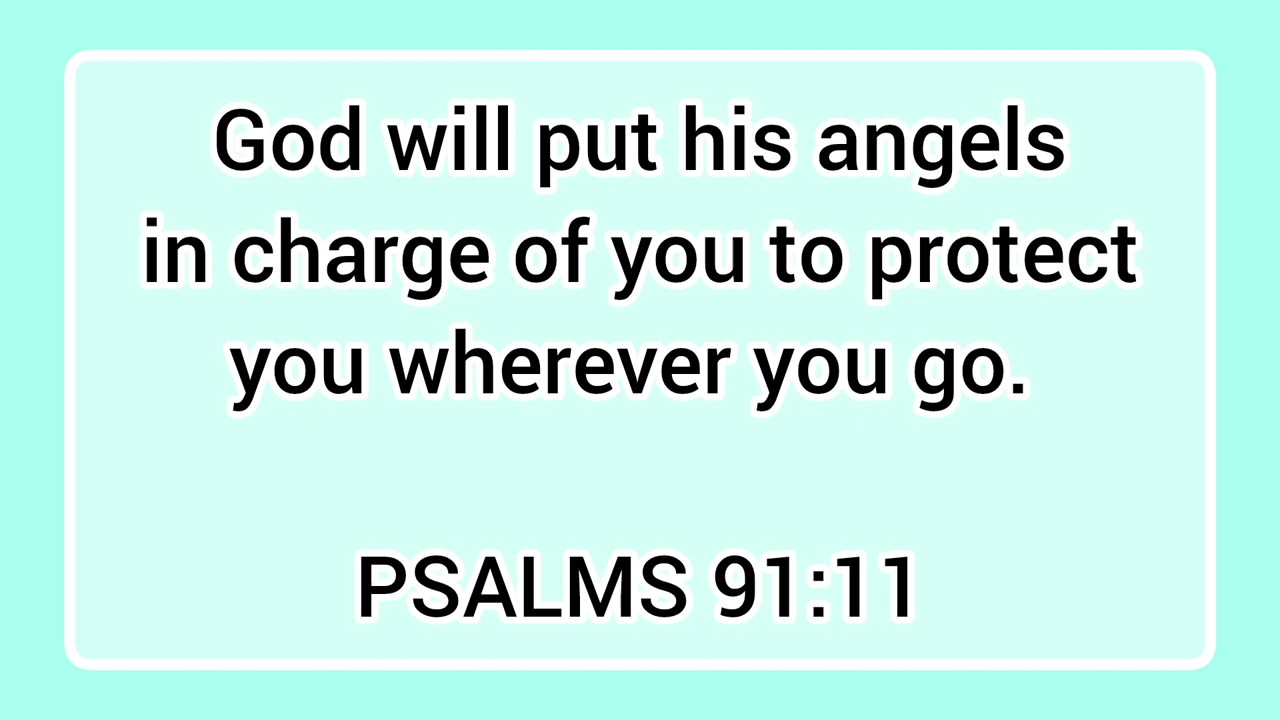 God will put his angels
in charge of you to protect
you wherever you go.
PSALMS 91:11